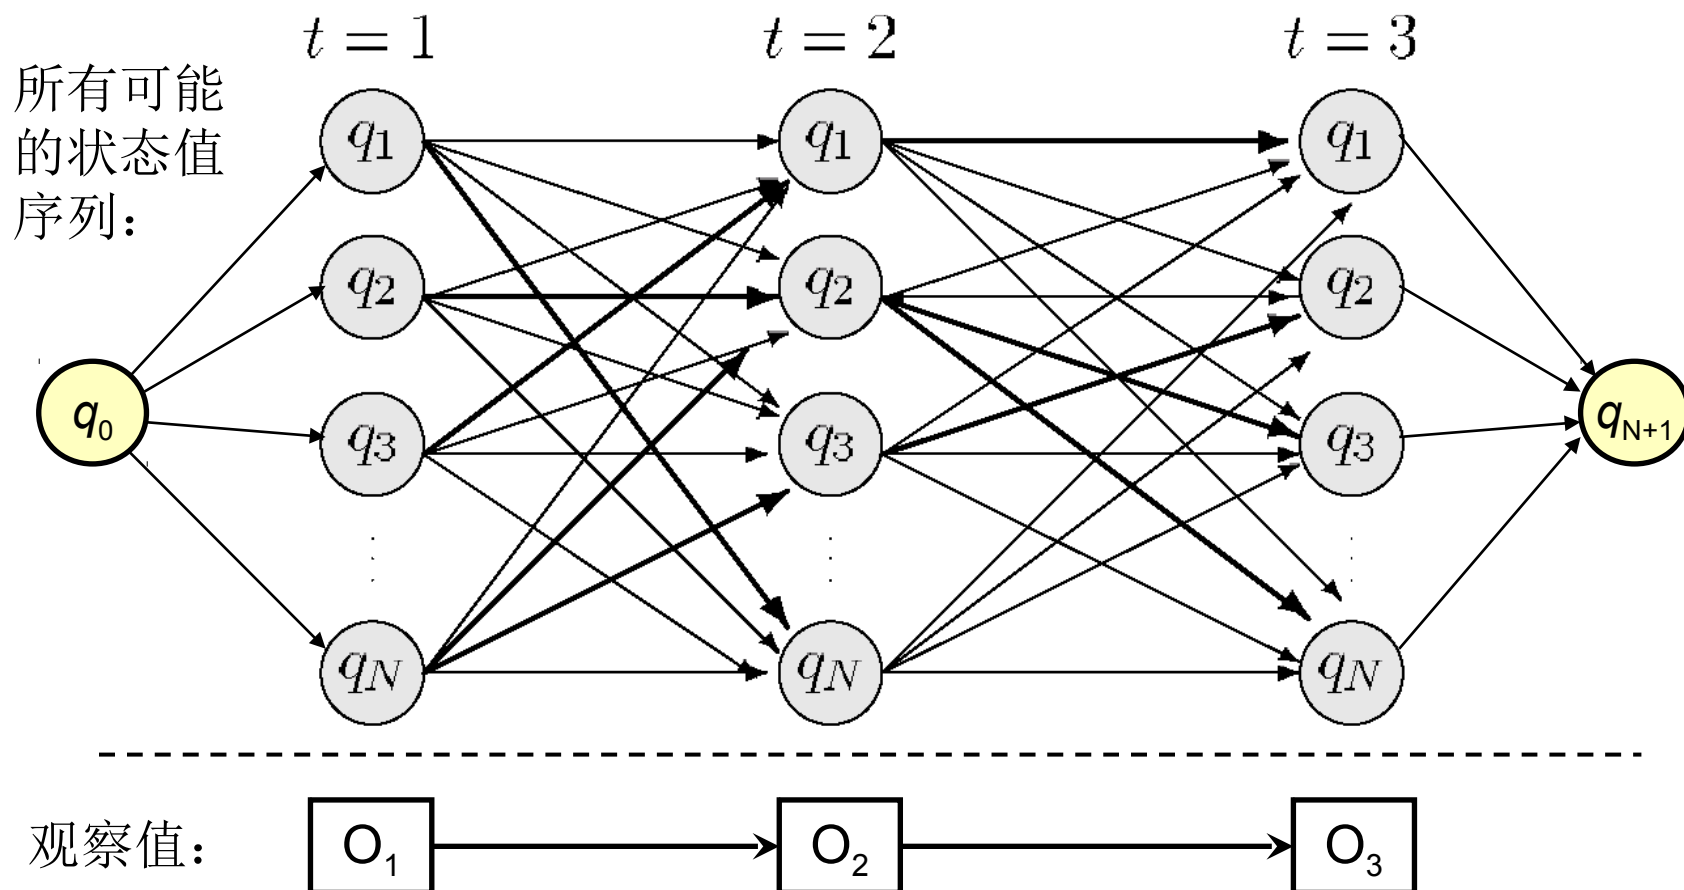 t = 1 t = 2 t = 3
所有可能
的状态值
序列：
q1 q1 q1
q2 q2 q2
q0 qN+1
q3 q3 q3
qN qN qN
观察值： O1 O2 O3